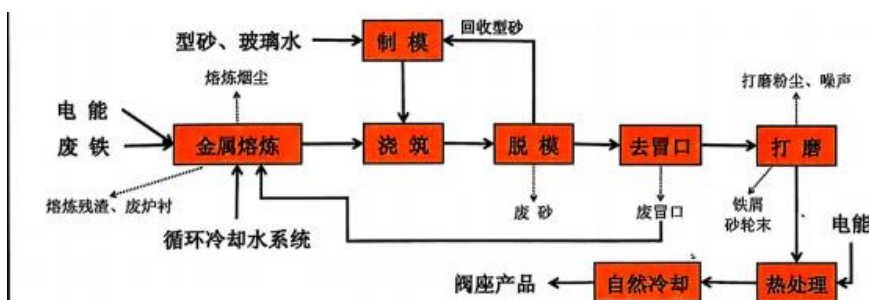 回收型砂
型砂、玻璃水
制模
熔炼烟尘
打磨粉尘、噪声
电能
废铁
金属熔炼
浇筑
脱模
去冒口
打磨
熔炼残渣、废炉衬
废砂
废冒口
铁屑
砂轮末
电能
循环冷却水系统
阀座产品
自然冷却
热处理